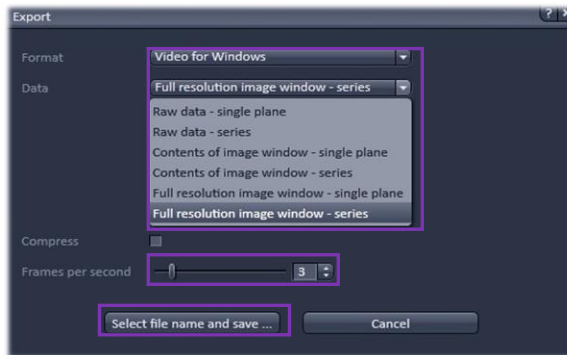 Export
? X
Format Video for Windows
Data Full resolution image window - series
Raw data - single plane
Raw data - series
Contents of image window - single plane
Contents of image window - series
Full resolution image window - single plane
Full resolution image window - series
Compress
Frames per second 3
Select file name and save ... Cancel